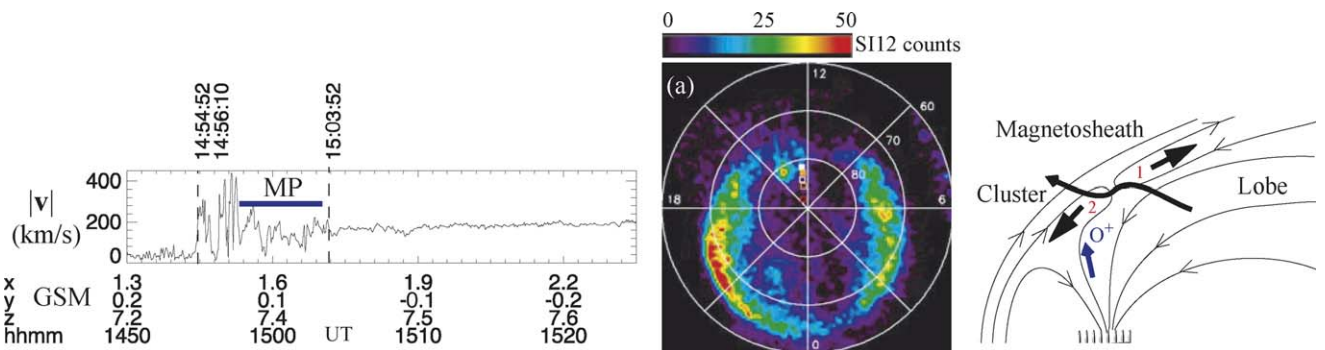 14:54:52
14:56:10
15:03:52
400
200
0
|v|
(km/s)
MP
x 1.3 1.6 1.9 2.2
y GSM 0.2 0.1 -0.1 -0.2
z 7.2 7.4 7.5 7.6
hhmm 1450 1500 UT 1510 1520
0 25 50
SI12 counts
(a)
12
60
70
80
18
6
0
Magnetosheath
1
Cluster
Lobe
2
O+